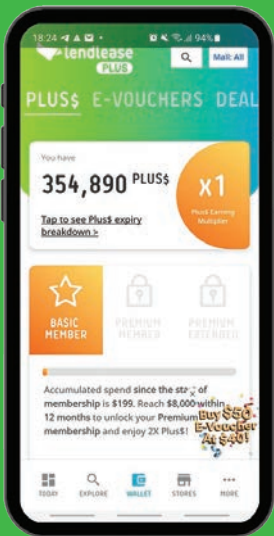 18:24 94%
lendlease
PLUS
Mall: All
PLUS$ E-VOUCHERS DEAL
You have
354,890 PLUS$
x1
Plus$ Earning
Multiplier
Tap to see Plus$ expiry
breakdown >
BASIC
MEMBER
PREMIUM
MEMBER
PREMIUM
EXTENDED
Accumulated spend since the start of
membership is $199. Reach $8,000 within
12 months to unlock your Premium
membership and enjoy 2X Plus$!
Buy $50
E-Voucher
At $40!
TODAY EXPLORE WALLET STORES MORE